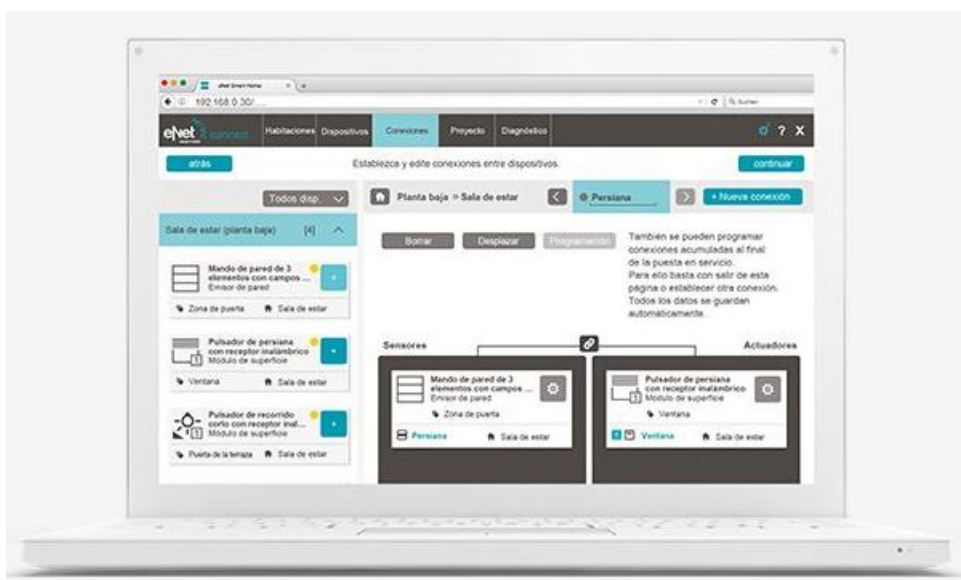 eNet Smart Home
192.168.0.30/....
Suchen
eNet connect
Habitaciones
Dispositivos
Conexiones
Proyecto
Diagnóstico
? X
atrás
Establezca y edite conexiones entre dispositivos.
continuar
Todos disp.
Planta baja » Sala de estar
Persiana
+ Nueva conexión
Sala de estar (planta baja) [4]
Mando de pared de 3
elementos con campos ...
Emisor de pared
Zona de puerta
Sala de estar
Pulsador de persiana
con receptor inalámbrico
Módulo de superficie
Ventana
Sala de estar
Pulsador de recorrido
corto con receptor inal...
Módulo de superficie
Puerta de la terraza
Sala de estar
Borrar
Desplazar
Programación
También se pueden programar
conexiones acumuladas al final
de la puesta en servicio.
Para ello basta con salir de esta
página o establecer otra conexión.
Todos los datos se guardan
automáticamente.
Sensores
Actuadores
Mando de pared de 3
elementos con campos ...
Emisor de pared
Zona de puerta
Persiana
Sala de estar
Pulsador de persiana
con receptor inalámbrico
Módulo de superficie
Ventana
1
Ventana
Sala de estar